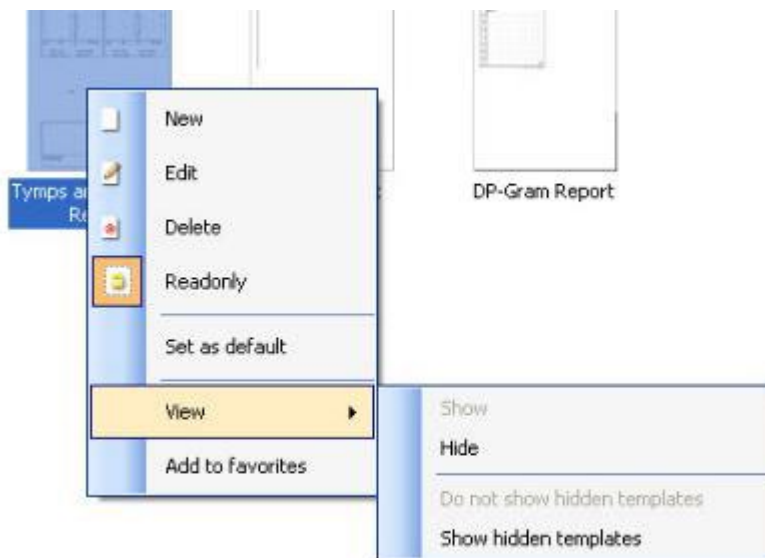 Tymps a
Re
DP-Gram Report
New
Edit
Delete
Readonly
Set as default
View
Add to favorites
Show
Hide
Do not show hidden templates
Show hidden templates